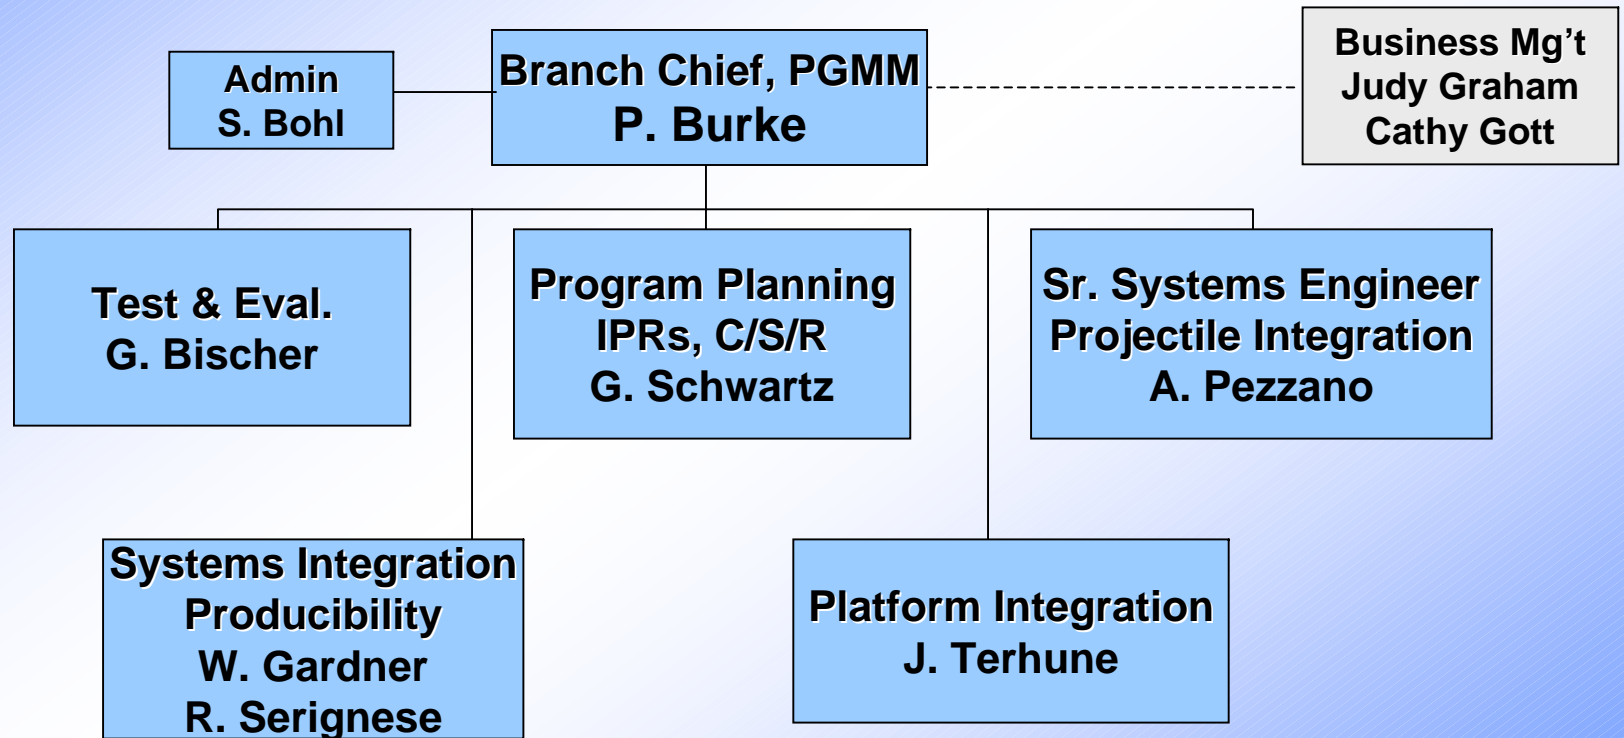 Admin
S. Bohl
Branch Chief, PGMM
P. Burke
Business Mg't
Judy Graham
Cathy Gott
Test & Eval.
G. Bischer
Program Planning
IPRs, C/S/R
G. Schwartz
Sr. Systems Engineer
Projectile Integration
A. Pezzano
Systems Integration
Producibility
W. Gardner
R. Serignese
Platform Integration
J. Terhune